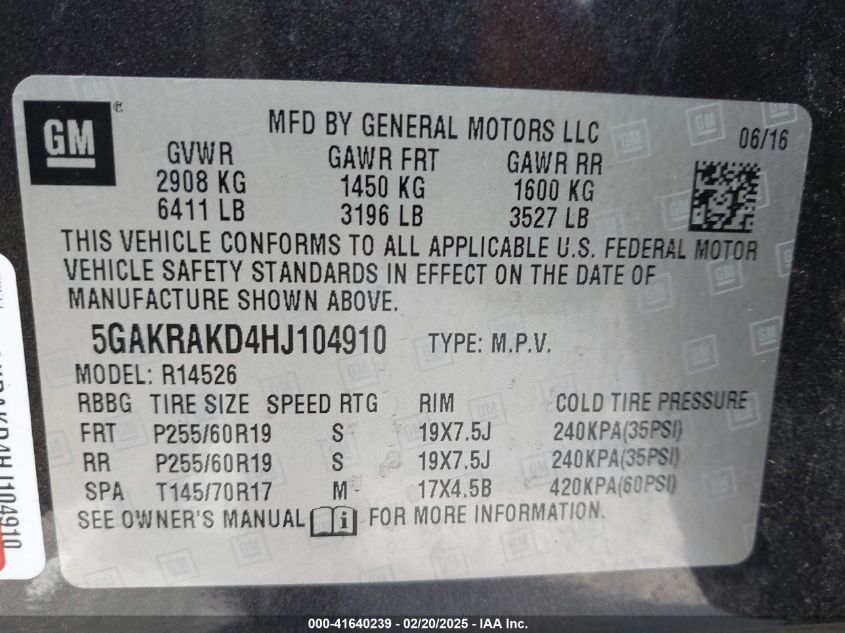 GM
MFD BY GENERAL MOTORS LLC 06/16
GVWR GAWR FRT GAWR RR
2908 KG 1450 KG 1600 KG
6411 LB 3196 LB 3527 LB
THIS VEHICLE CONFORMS TO ALL APPLICABLE U.S. FEDERAL MOTOR
VEHICLE SAFETY STANDARDS IN EFFECT ON THE DATE OF
MANUFACTURE SHOWN ABOVE.
5GAKRAKD4HJ104910 TYPE: M.P.V.
MODEL: R14526
RBBG TIRE SIZE SPEED RTG RIM COLD TIRE PRESSURE
FRT P255/60R19 S 19X7.5J 240KPA(35PSI)
RR P255/60R19 S 19X7.5J 240KPA(35PSI)
SPA T145/70R17 M 17X4.5B 420KPA(60PSI)
SEE OWNER'S MANUAL i FOR MORE INFORMATION.
000-41640239 - 02/20/2025 - IAA Inc.